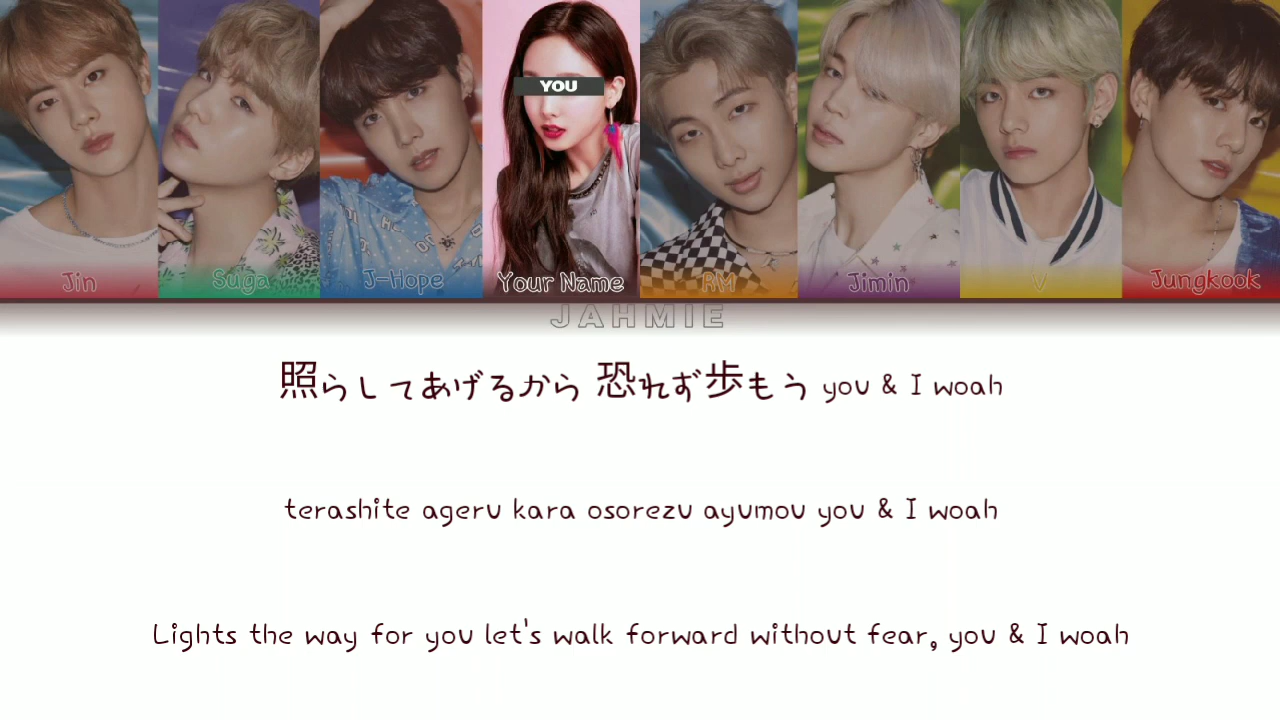 YOU
Jin
Suga
J-Hope
Your Name
RM
Jimin
V
Jungkook
JAHMIE
照らしてあげるから 恐れず歩もう you & I woah
terashite ageru kara osorezu ayumou you & I woah
Lights the way for you let's walk forward without fear, you & I woah